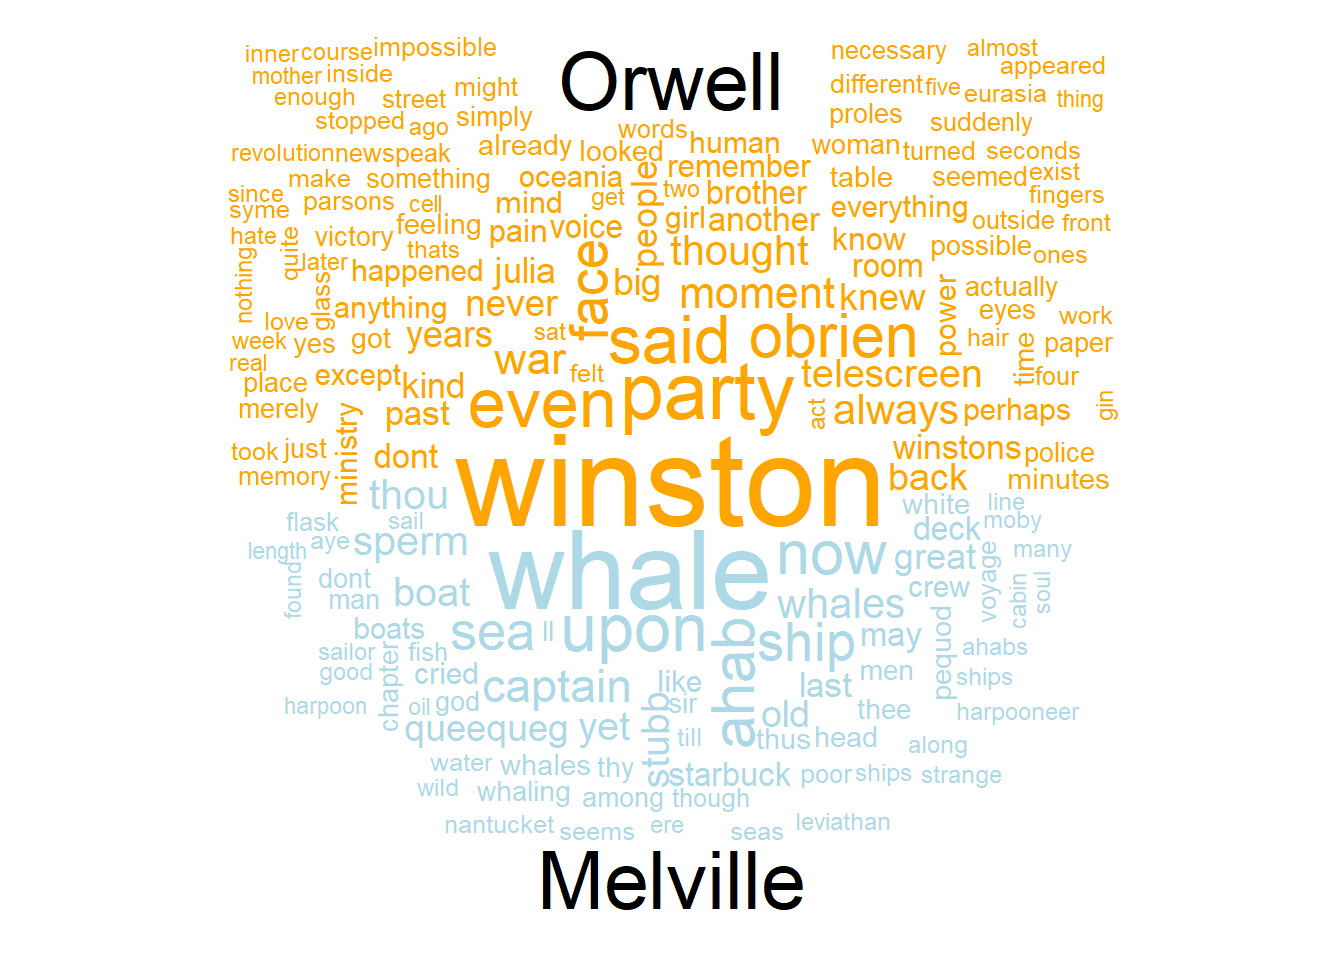 Orwell
inner course impossible necessary almost
mother inside might different five eurasia appeared
enough street proles thing
stopped ago simply words suddenly
revolution newspeak already looked human woman turned seconds
since make something oceania people remember table seemed exist
syme parsons cell mind get two brother everything fingers
hate quite victory feeling pain voice girl another know outside front
nothing later thats happened julia face thought room possible ones
glass anything never big moment knew power actually
love years sat said obrien eyes work
week yes got war hair paper
real place except kind felt party telescreen time four
merely ministry past even act always perhaps gin
took just dont winston winstons police
memory back minutes
thou white line
flask sail deck moby
length aye sperm whale now great voyage many
found dont man boat whales crew cabin soul
boats sea ll upon ahab ship may pequod ahabs
sailor fish
good chapter cried captain like last men ships
harpoon oil god sir old thee harpooneer
queequeg yet stubb till thus head along
water whales thy starbuck poor ships strange
wild whaling among though
nantucket seems ere seas leviathan
Melville